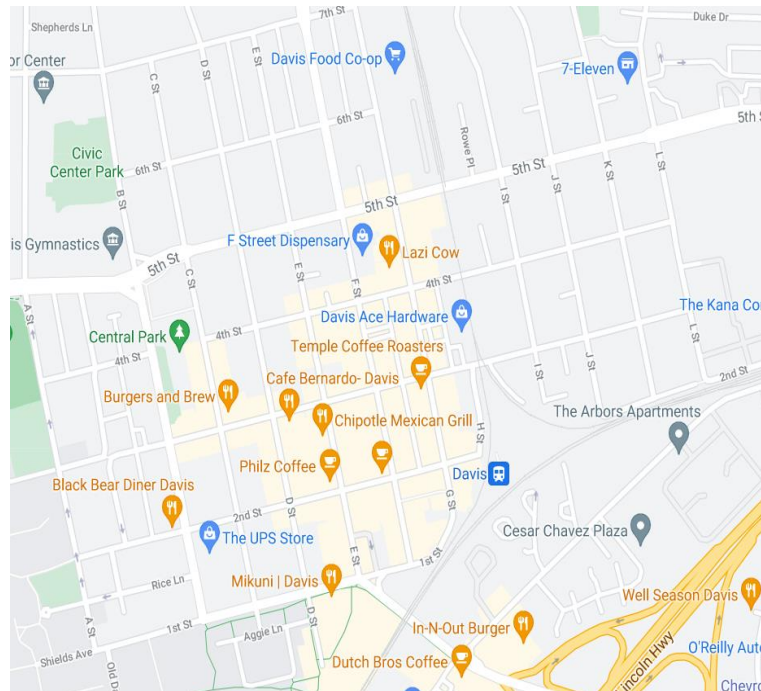 7th St
Duke Dr
Shepherds Ln
or Center
Davis Food Co-op
7-Eleven
C St
D St
E St
6th St
Rowe Pl
5th St
5th St
L St
K St
J St
I St
Civic
Center Park
6th St
B St
5th St
is Gymnastics
F Street Dispensary
Lazi Cow
5th St
C St
E St
F St
4th St
A St
The Kana Co
Davis Ace Hardware
Central Park
4th St
4th St
L St
Temple Coffee Roasters
Cafe Bernardo- Davis
I St
J St
2nd St
Burgers and Brew
Chipotle Mexican Grill
The Arbors Apartments
H St
Philz Coffee
Davis
Black Bear Diner Davis
D St
G St
2nd St
The UPS Store
Cesar Chavez Plaza
E St
1st St
Rice Ln
Mikuni | Davis
Well Season Davis
A St
1st St
D St
Aggie Ln
In-N-Out Burger
Shields Ave
Old Da
Dutch Bros Coffee
incoln Hwy
O'Reilly Auto
Chevro